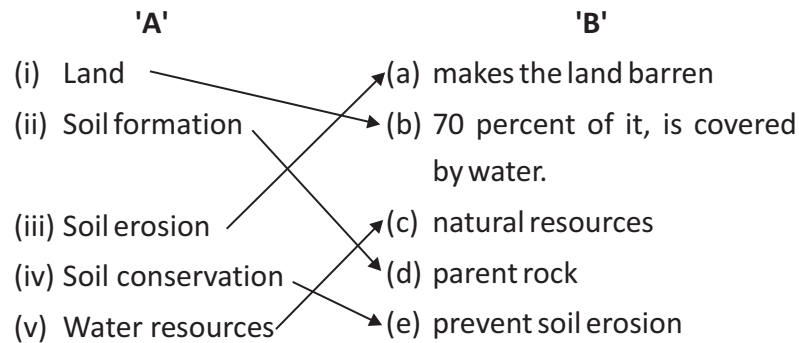 'A' 'B'
(i) Land (a) makes the land barren
(ii) Soil formation (b) 70 percent of it, is covered
by water.
(iii) Soil erosion (c) natural resources
(iv) Soil conservation (d) parent rock
(v) Water resources (e) prevent soil erosion